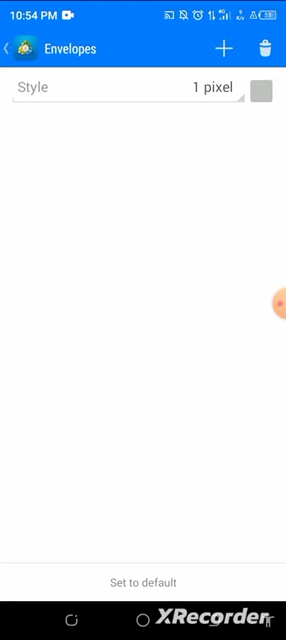 10:54 PM
Envelopes
Style 1 pixel
Set to default
XRecorder